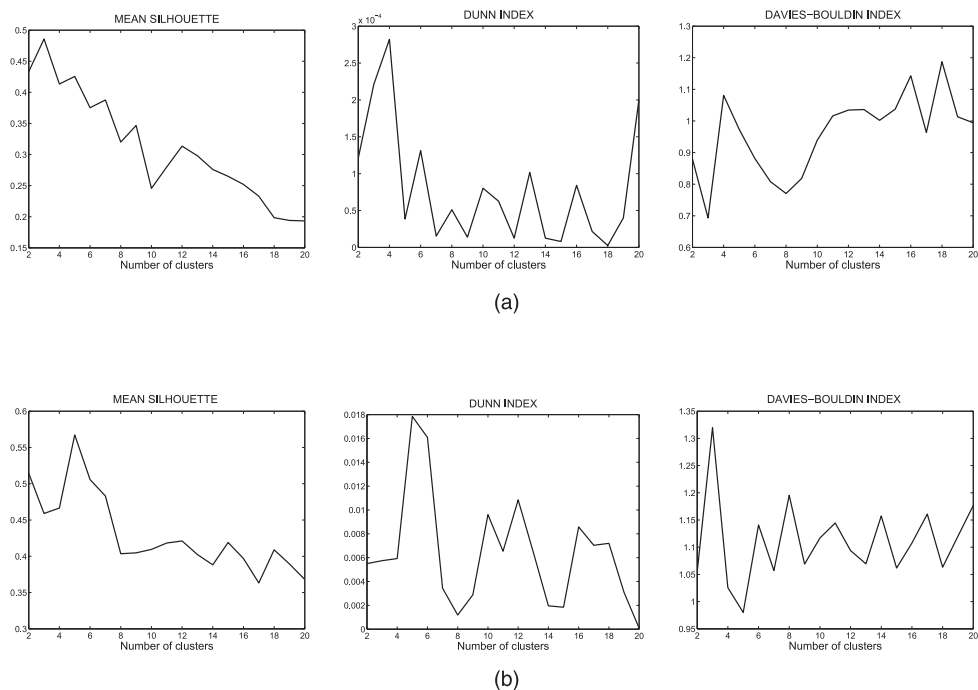 MEAN SILHOUETTE
0.5
0.45
0.4
0.35
0.3
0.25
0.2
0.15
2 4 6 8 10 12 14 16 18 20
Number of clusters
DUNN INDEX
x 10⁻⁴
3
2.5
2
1.5
1
0.5
0
2 4 6 8 10 12 14 16 18 20
Number of clusters
DAVIES−BOULDIN INDEX
1.3
1.2
1.1
1
0.9
0.8
0.7
0.6
2 4 6 8 10 12 14 16 18 20
Number of clusters
(a)
MEAN SILHOUETTE
0.6
0.55
0.5
0.45
0.4
0.35
0.3
2 4 6 8 10 12 14 16 18 20
Number of clusters
DUNN INDEX
0.018
0.016
0.014
0.012
0.01
0.008
0.006
0.004
0.002
0
2 4 6 8 10 12 14 16 18 20
Number of clusters
DAVIES−BOULDIN INDEX
1.35
1.3
1.25
1.2
1.15
1.1
1.05
1
0.95
2 4 6 8 10 12 14 16 18 20
Number of clusters
(b)